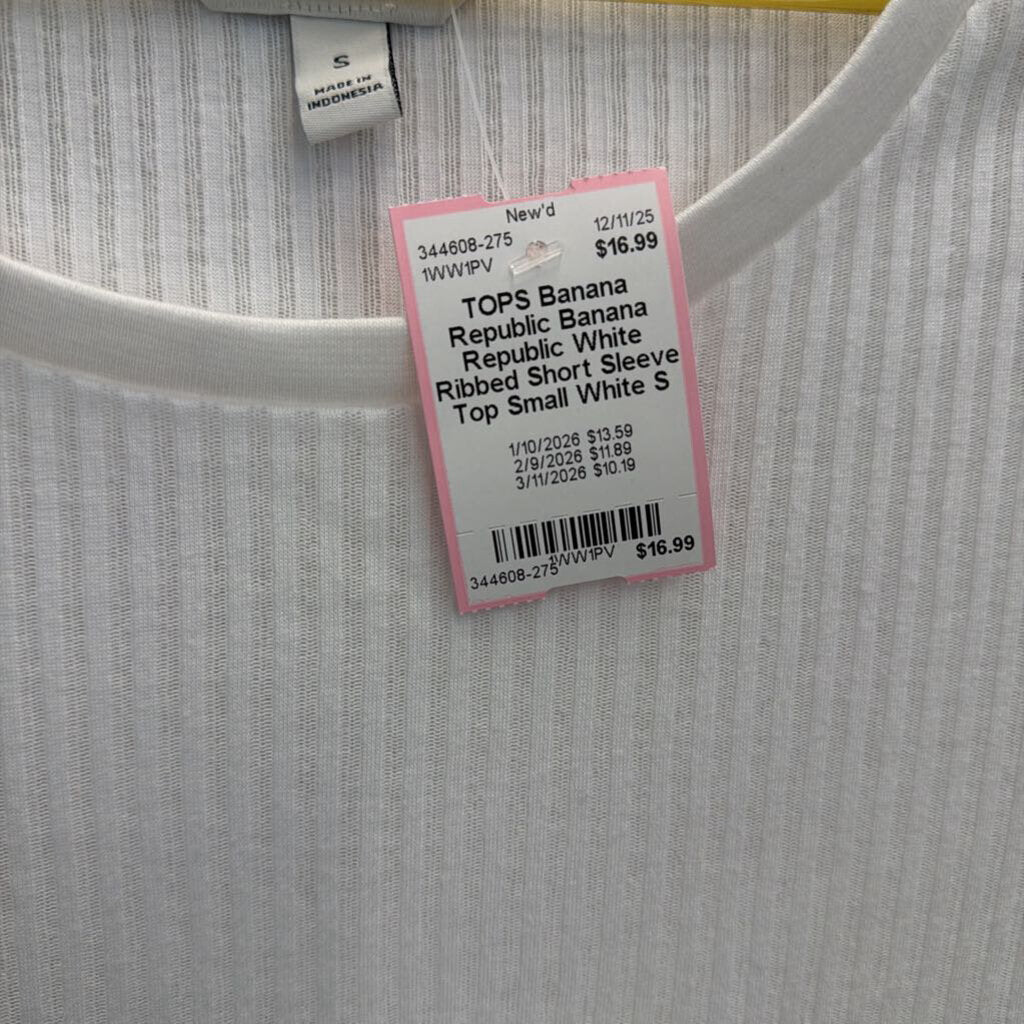 S
MADE IN
INDONESIA
New'd
344608-275 12/11/25
1WW1PV $16.99
TOPS Banana
Republic Banana
Republic White
Ribbed Short Sleeve
Top Small White S
1/10/2026 $13.59
2/9/2026 $11.89
3/11/2026 $10.19
1WW1PV $16.99
344608-275